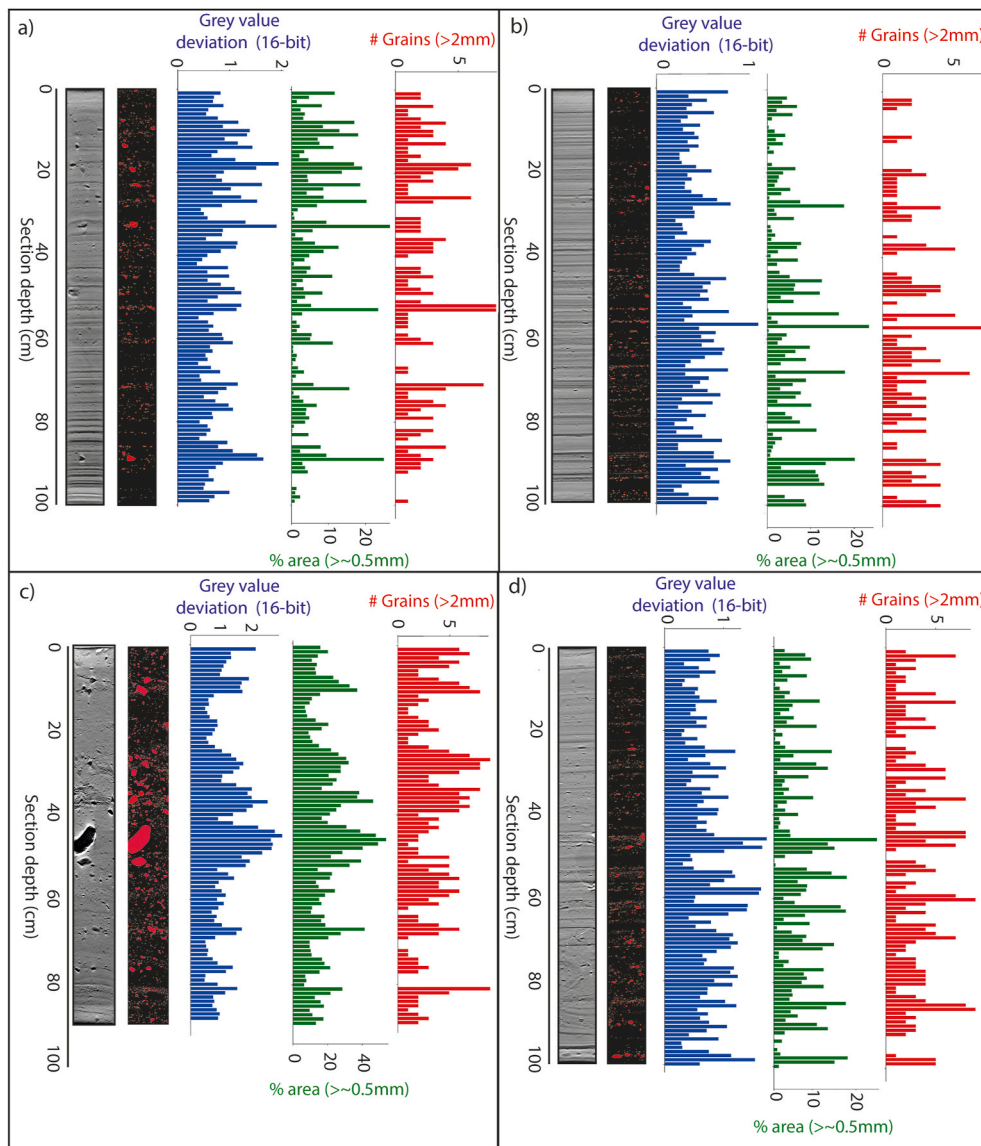 a)
Grey value
deviation (16-bit)
# Grains (>2mm)
0
1
2
0
5
0
20
40
60
80
100
Section depth (cm)
0
10
20
% area (>~0.5mm)
b)
Grey value
deviation (16-bit)
# Grains (>2mm)
0
1
0
5
0
20
40
60
80
100
Section depth (cm)
0
10
20
% area (>~0.5mm)
c)
Grey value
deviation (16-bit)
# Grains (>2mm)
0
1
2
0
5
0
20
40
60
80
100
Section depth (cm)
0
20
40
% area (>~0.5mm)
d)
Grey value
deviation (16-bit)
# Grains (>2mm)
0
1
0
5
0
20
40
60
80
100
Section depth (cm)
0
10
20
% area (>~0.5mm)